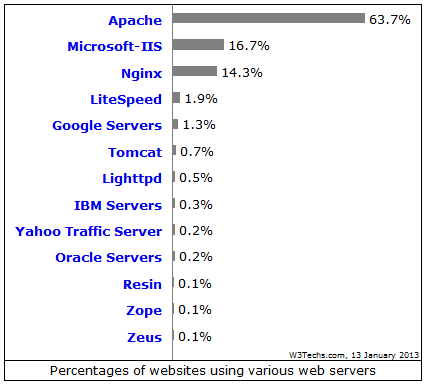 Apache 63.7%
Microsoft-IIS 16.7%
Nginx 14.3%
LiteSpeed 1.9%
Google Servers 1.3%
Tomcat 0.7%
Lighttpd 0.5%
IBM Servers 0.3%
Yahoo Traffic Server 0.2%
Oracle Servers 0.2%
Resin 0.1%
Zope 0.1%
Zeus 0.1%
W3Techs.com, 13 January 2013
Percentages of websites using various web servers